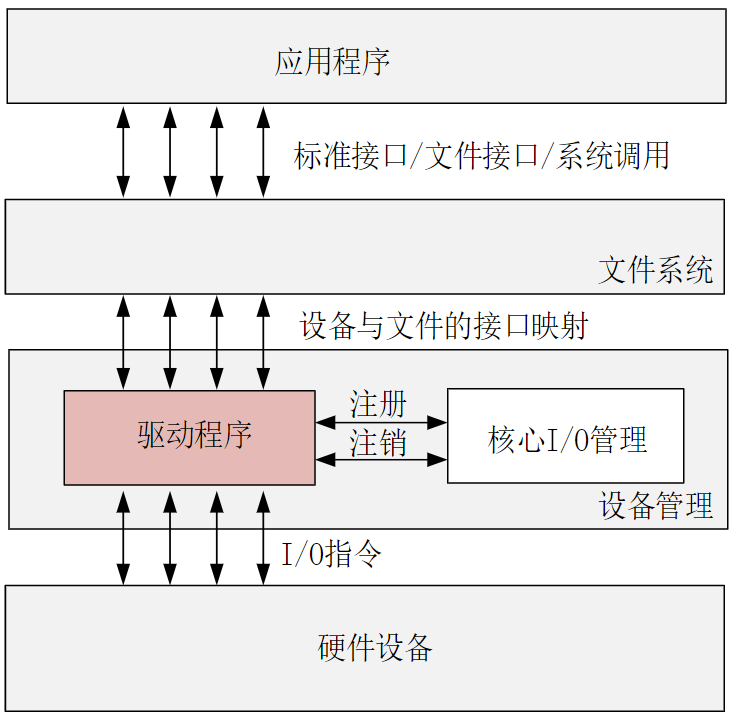 应用程序
标准接口/文件接口/系统调用
文件系统
设备与文件的接口映射
驱动程序
注册
注销
核心I/O管理
设备管理
I/O指令
硬件设备